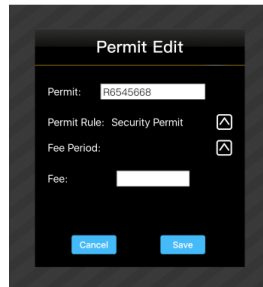 Permit Edit
Permit: R6545668
Permit Rule: Security Permit
Fee Period:
Fee:
Cancel Save